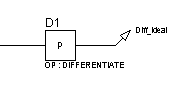 D1
Diff_Ideal
P
OP : DIFFERENTIATE